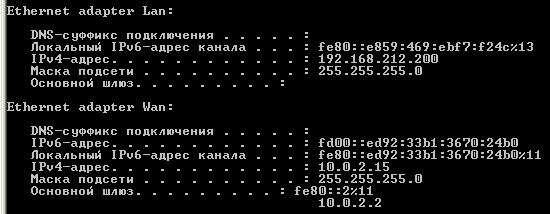 Ethernet adapter Lan:
DNS-суффикс подключения . . . . . :
Локальный IPv6-адрес канала . . . : fe80::e859:469:ebf7:f24c%13
IPv4-адрес. . . . . . . . . . . . : 192.168.212.200
Маска подсети . . . . . . . . . . : 255.255.255.0
Основной шлюз. . . . . . . . . :
Ethernet adapter Wan:
DNS-суффикс подключения . . . . . :
IPv6-адрес. . . . . . . . . . . . : fd00::ed92:33b1:3670:24b0
Локальный IPv6-адрес канала . . . : fe80::ed92:33b1:3670:24b0%11
IPv4-адрес. . . . . . . . . . . . : 10.0.2.15
Маска подсети . . . . . . . . . . : 255.255.255.0
Основной шлюз. . . . . . . . . : fe80::2%11
10.0.2.2